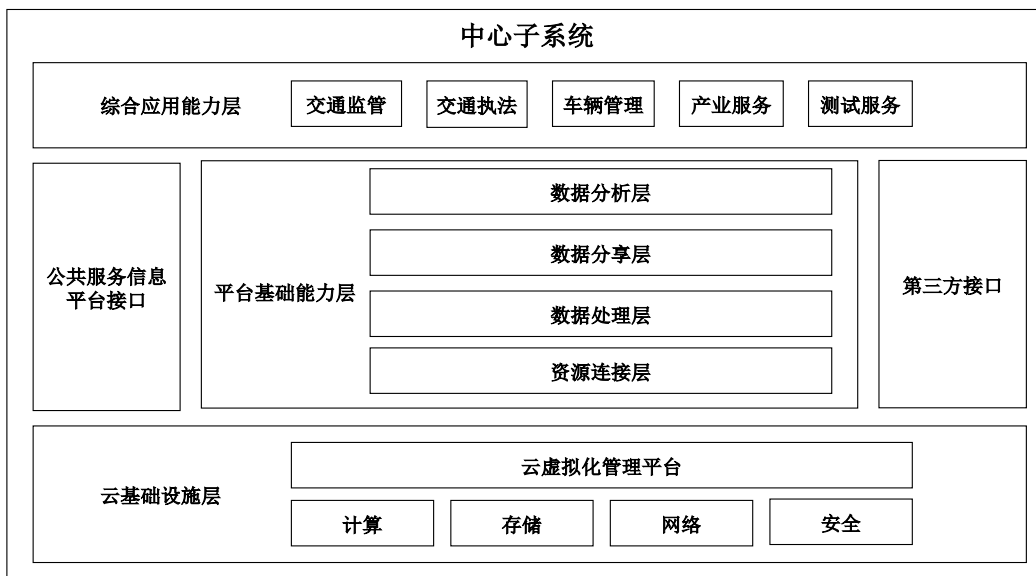 中心子系统
综合应用能力层
交通监管
交通执法
车辆管理
产业服务
测试服务
公共服务信息
平台接口
平台基础能力层
数据分析层
数据分享层
数据处理层
资源连接层
第三方接口
云基础设施层
云虚拟化管理平台
计算
存储
网络
安全